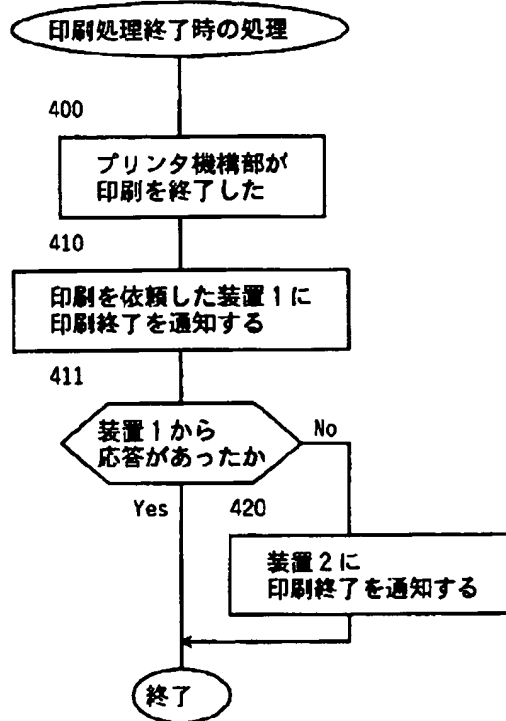 印刷処理終了時の処理
400
プリンタ機構部が
印刷を終了した
410
印刷を依頼した装置1に
印刷終了を通知する
411
装置1から
応答があったか
No
Yes
420
装置2に
印刷終了を通知する
終了